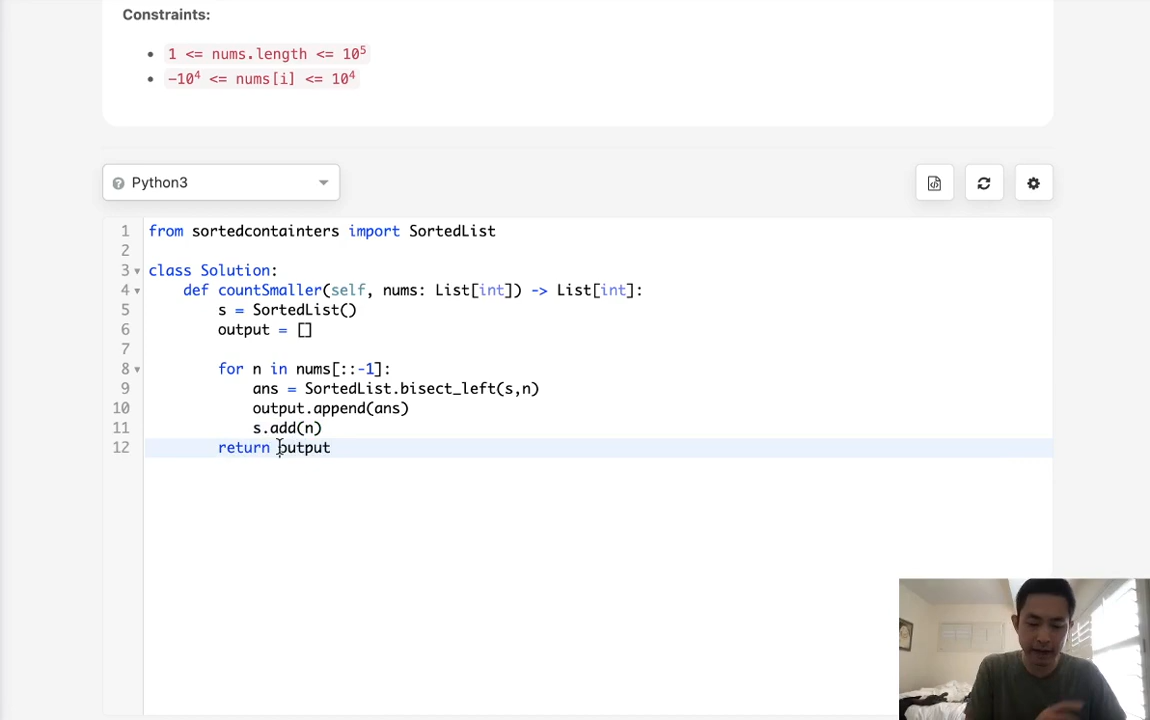 Constraints:
1 <= nums.length <= 10⁵
-10⁴ <= nums[i] <= 10⁴
Python3
1 from sortedcontainters import SortedList
2
3 class Solution:
4 def countSmaller(self, nums: List[int]) -> List[int]:
5 s = SortedList()
6 output = []
7
8 for n in nums[::-1]:
9 ans = SortedList.bisect_left(s,n)
10 output.append(ans)
11 s.add(n)
12 return output